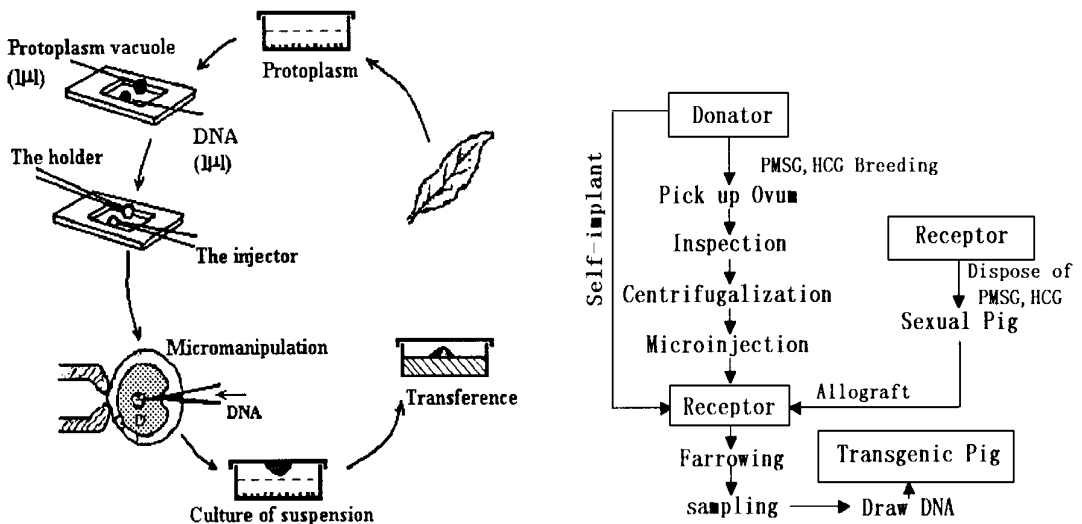 Protoplasm vacuole
(1μl)
Protoplasm
DNA
(1μl)
The holder
The injector
Micromanipulation
D
DNA
Transference
Culture of suspension
Donator
PMSG,HCG Breeding
Pick up Ovum
Inspection
Centrifugalization
Microinjection
Self-implant
Receptor
Dispose of
PMSG,HCG
Sexual Pig
Allograft
Receptor
Farrowing
sampling
Draw DNA
Transgenic Pig